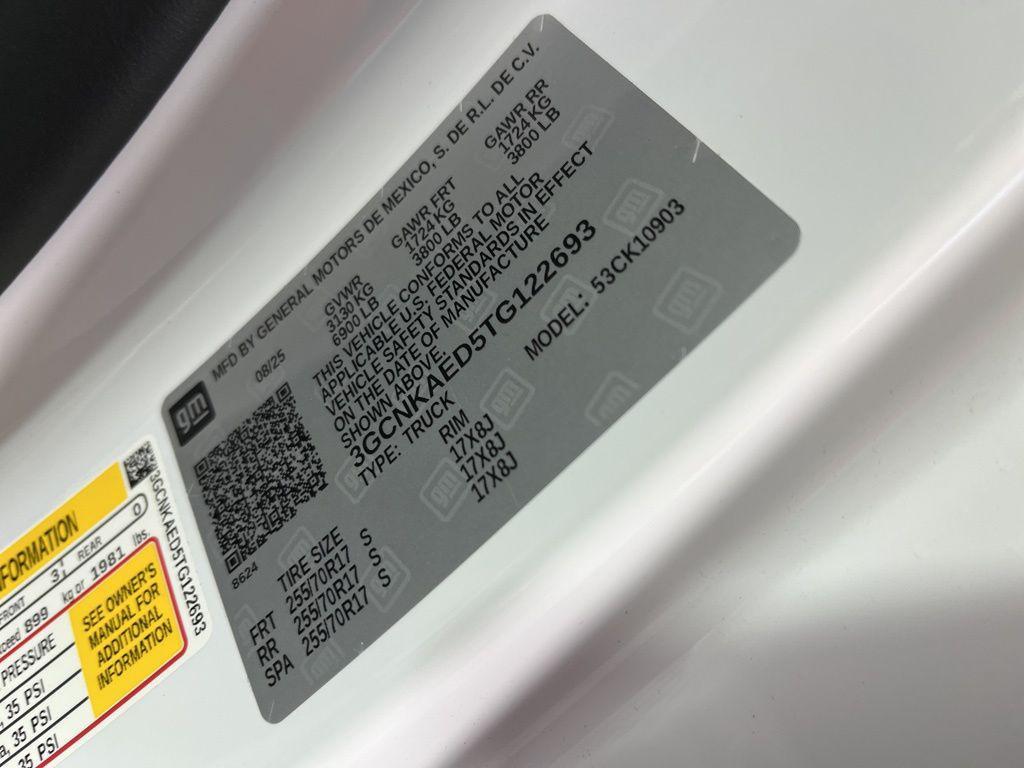 gm
MFD BY GENERAL MOTORS DE MEXICO, S. DE R.L. DE C.V.
08/25
GVWR GAWR FRT GAWR RR
3130 KG 1724 KG 1724 KG
6900 LB 3800 LB 3800 LB
THIS VEHICLE CONFORMS TO ALL
APPLICABLE U.S. FEDERAL MOTOR
VEHICLE SAFETY STANDARDS IN EFFECT
ON THE DATE OF MANUFACTURE
SHOWN ABOVE.
3GCNKAED5TG122693
TYPE: TRUCK MODEL: 53CK10903
8624
TIRE SIZE RIM
FRT 255/70R17 S 17X8J
RR 255/70R17 S 17X8J
SPA 255/70R17 S 17X8J
3GCNKAED5TG122693
FRONT 3, REAR 0
899 kg or 1981 lbs.
PRESSURE
35 PSI
35 PSI
35 PSI
SEE OWNER'S
MANUAL FOR
ADDITIONAL
INFORMATION